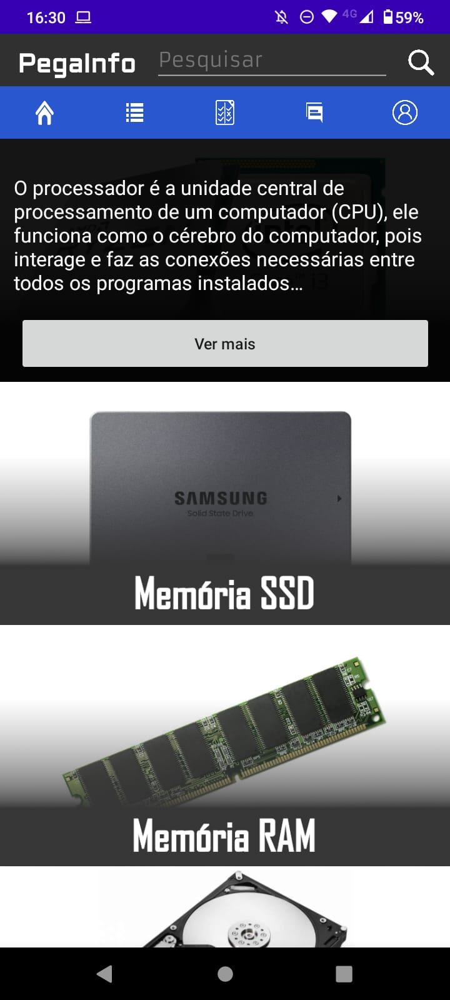 16:30
4G
59%
PegaInfo
Pesquisar
O processador é a unidade central de
processamento de um computador (CPU), ele
funciona como o cérebro do computador, pois
interage e faz as conexões necessárias entre
todos os programas instalados...
Ver mais
SAMSUNG
Solid State Drive
Memória SSD
Memória RAM